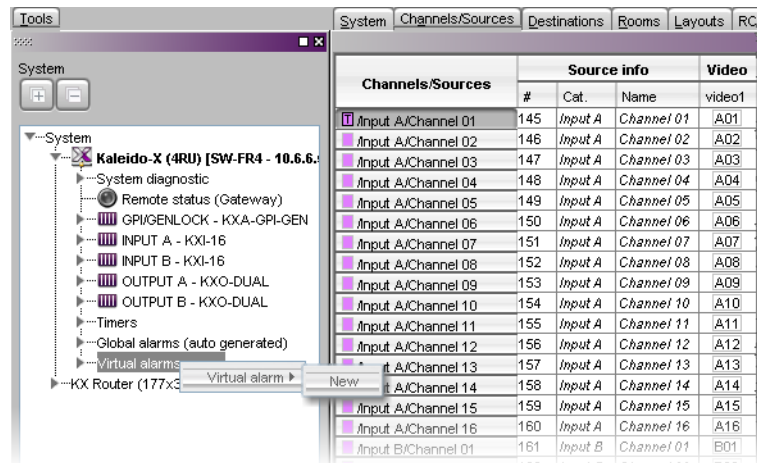 Tools
System
System
Kaleido-X (4RU) [SW-FR4 - 10.6.6.
System diagnostic
Remote status (Gateway)
GPI/GENLOCK - KXA-GPI-GEN
INPUT A - KXI-16
INPUT B - KXI-16
OUTPUT A - KXO-DUAL
OUTPUT B - KXO-DUAL
Timers
Global alarms (auto generated)
Virtual alarms
KX Router (177x3
Virtual alarm
New
System Channels/Sources Destinations Rooms Layouts RC
Channels/Sources Source info Video
# Cat. Name video1
T /Input A/Channel 01 145 Input A Channel 01 A01
/Input A/Channel 02 146 Input A Channel 02 A02
/Input A/Channel 03 147 Input A Channel 03 A03
/Input A/Channel 04 148 Input A Channel 04 A04
/Input A/Channel 05 149 Input A Channel 05 A05
/Input A/Channel 06 150 Input A Channel 06 A06
/Input A/Channel 07 151 Input A Channel 07 A07
/Input A/Channel 08 152 Input A Channel 08 A08
/Input A/Channel 09 153 Input A Channel 09 A09
/Input A/Channel 10 154 Input A Channel 10 A10
/Input A/Channel 11 155 Input A Channel 11 A11
/Input A/Channel 12 156 Input A Channel 12 A12
/Input A/Channel 13 157 Input A Channel 13 A13
t A/Channel 14 158 Input A Channel 14 A14
/Input A/Channel 15 159 Input A Channel 15 A15
/Input A/Channel 16 160 Input A Channel 16 A16
/Input B/Channel 01 161 Input B Channel 01 B01